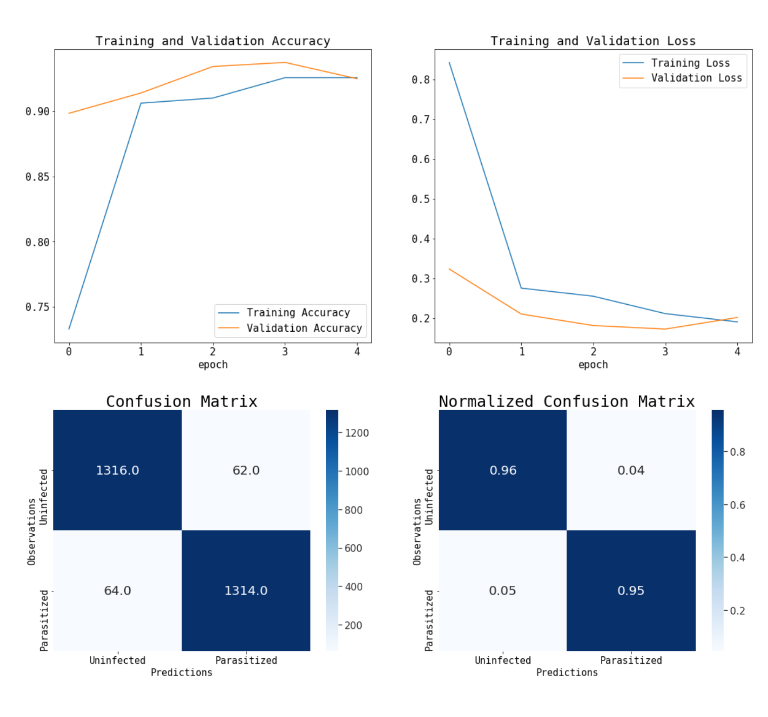 Training and Validation Accuracy
0.90
0.85
0.80
0.75
Training Accuracy
Validation Accuracy
0 1 2 3 4
epoch
Training and Validation Loss
Training Loss
Validation Loss
0.8
0.7
0.6
0.5
0.4
0.3
0.2
0 1 2 3 4
epoch
Confusion Matrix
Observations
Uninfected
Parasitized
1316.0 62.0
64.0 1314.0
Uninfected Parasitized
Predictions
1200
1000
800
600
400
200
Normalized Confusion Matrix
Observations
Uninfected
Parasitized
0.96 0.04
0.05 0.95
Uninfected Parasitized
Predictions
0.8
0.6
0.4
0.2